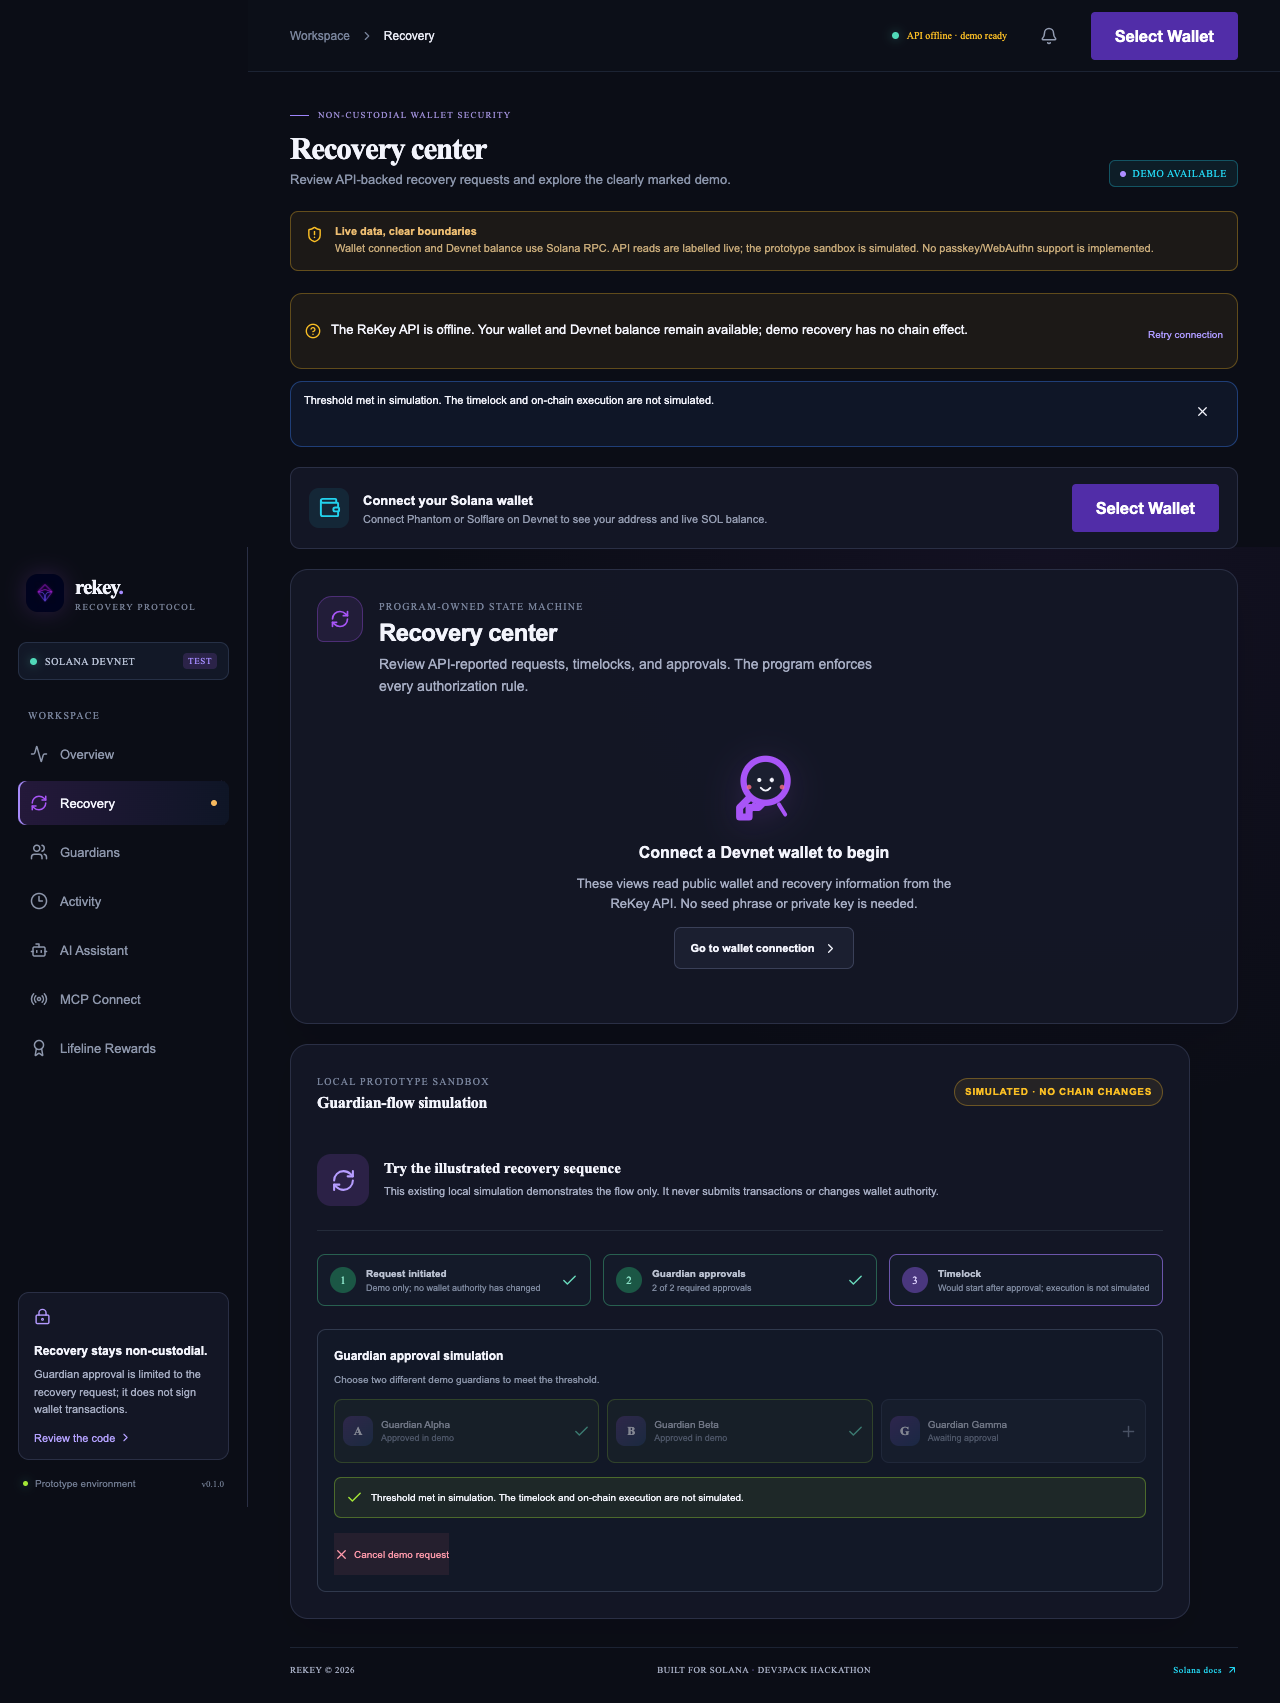 Workspace
Recovery
API offline · demo ready
Select Wallet
NON-CUSTODIAL WALLET SECURITY
Recovery center
Review API-backed recovery requests and explore the clearly marked demo.
DEMO AVAILABLE
Live data, clear boundaries
Wallet connection and Devnet balance use Solana RPC. API reads are labelled live; the prototype sandbox is simulated. No passkey/WebAuthn support is implemented.
The ReKey API is offline. Your wallet and Devnet balance remain available; demo recovery has no chain effect.
Retry connection
Threshold met in simulation. The timelock and on-chain execution are not simulated.
Connect your Solana wallet
Connect Phantom or Solflare on Devnet to see your address and live SOL balance.
Select Wallet
rekey.
RECOVERY PROTOCOL
SOLANA DEVNET
TEST
WORKSPACE
Overview
Recovery
Guardians
Activity
AI Assistant
MCP Connect
Lifeline Rewards
Recovery stays non-custodial.
Guardian approval is limited to the
recovery request; it does not sign
wallet transactions.
Review the code
Prototype environment
v0.1.0
PROGRAM-OWNED STATE MACHINE
Recovery center
Review API-reported requests, timelocks, and approvals. The program enforces
every authorization rule.
Connect a Devnet wallet to begin
These views read public wallet and recovery information from the
ReKey API. No seed phrase or private key is needed.
Go to wallet connection
LOCAL PROTOTYPE SANDBOX
Guardian-flow simulation
SIMULATED · NO CHAIN CHANGES
Try the illustrated recovery sequence
This existing local simulation demonstrates the flow only. It never submits transactions or changes wallet authority.
1
Request initiated
Demo only; no wallet authority has changed
2
Guardian approvals
2 of 2 required approvals
3
Timelock
Would start after approval; execution is not simulated
Guardian approval simulation
Choose two different demo guardians to meet the threshold.
A
Guardian Alpha
Approved in demo
B
Guardian Beta
Approved in demo
G
Guardian Gamma
Awaiting approval
Threshold met in simulation. The timelock and on-chain execution are not simulated.
Cancel demo request
REKEY © 2026
BUILT FOR SOLANA · DEV3PACK HACKATHON
Solana docs